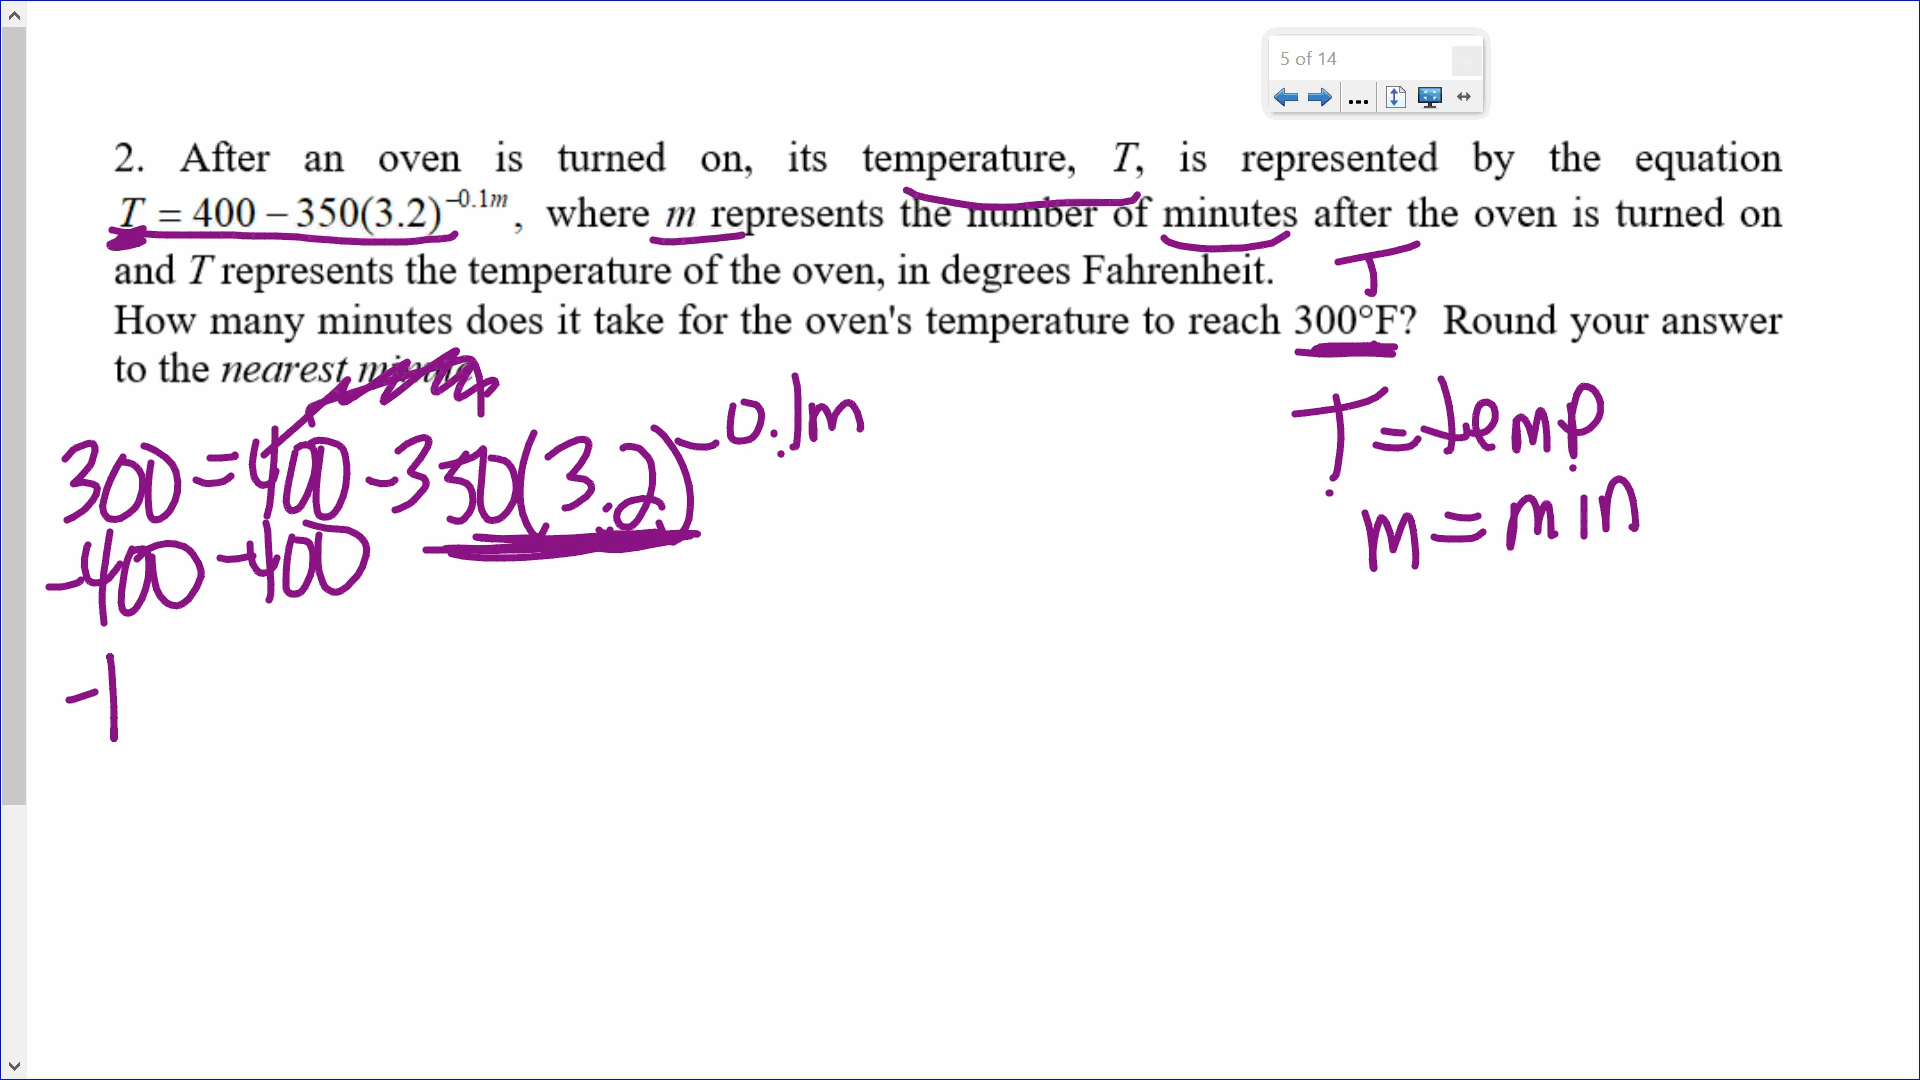 5 of 14
2. After an oven is turned on, its temperature, T, is represented by the equation
T = 400 – 350(3.2)^–0.1m, where m represents the number of minutes after the oven is turned on
and T represents the temperature of the oven, in degrees Fahrenheit.
T
How many minutes does it take for the oven's temperature to reach 300°F? Round your answer
to the nearest minute
300 = 400 - 350(3.2)^-0.1m
-400 -400
-1
T = temp
m = min